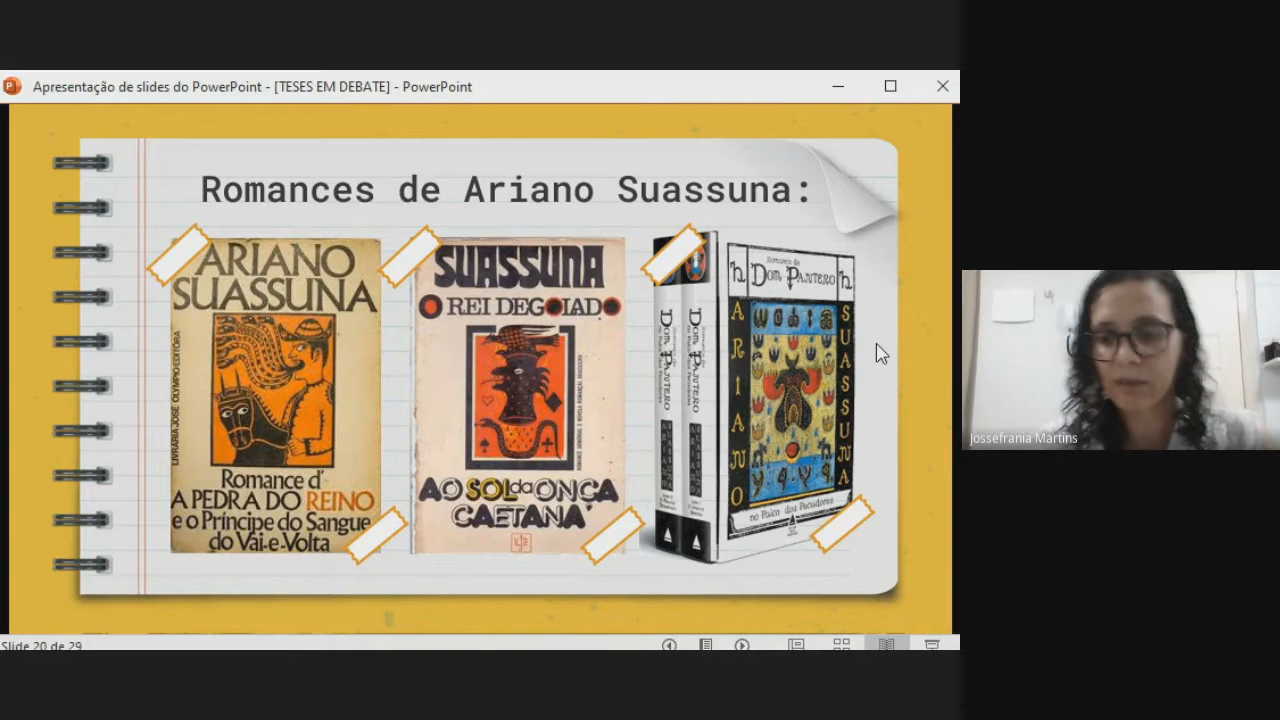 Apresentação de slides do PowerPoint - [TESES EM DEBATE] - PowerPoint
Romances de Ariano Suassuna:
ARIANO
SUASSUNA
LIVRARIA JOSÉ OLYMPIO EDITÔRA
Romance d'
A PEDRA DO REINO
e o Príncipe do Sangue
do Vai-e-Volta
SUASSUNA
O REI DEGOLADO
AO SOL da ONÇA
CAETANA
Romance de
DOM PANTERO
ARIANO
SUASSUNA
no Palco dos Pecadores
DOM PANTERO
DOM PANTERO
Jossefrania Martins
Slide 20 de 29